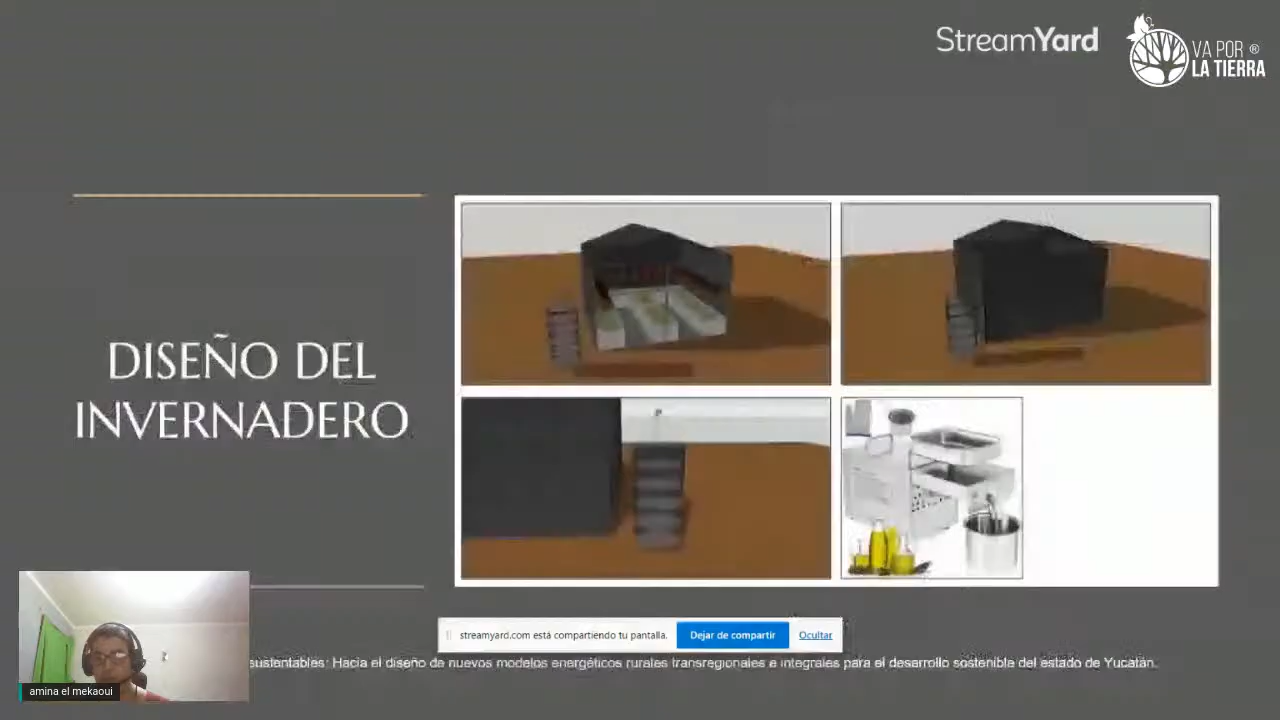 StreamYard
VA POR ®
LA TIERRA
DISEÑO DEL
INVERNADERO
streamyard.com está compartiendo tu pantalla.
Dejar de compartir
Ocultar
sustentables: Hacia el diseño de nuevos modelos energéticos rurales transregionales e integrales para el desarrollo sostenible del estado de Yucatán.
amina el mekaoui